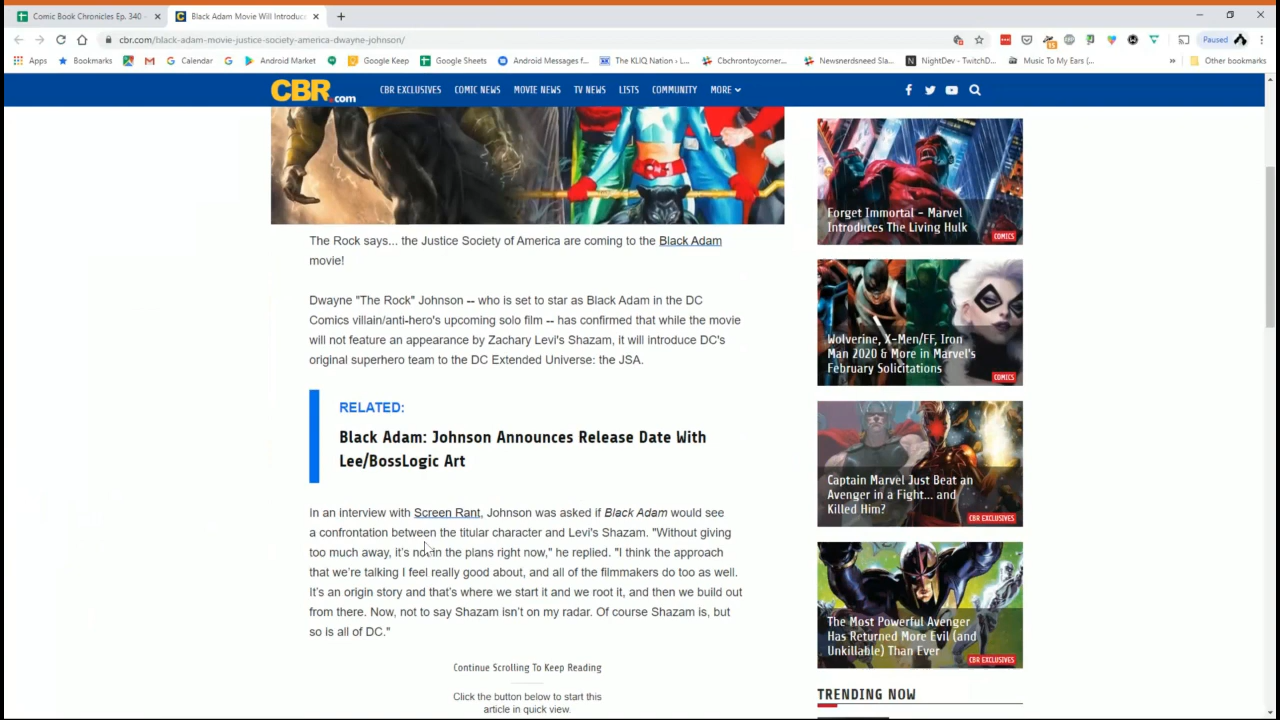 Comic Book Chronicles Ep. 340 -
Black Adam Movie Will Introduc
cbr.com/black-adam-movie-justice-society-america-dwayne-johnson/
Paused
Apps
Bookmarks
Calendar
Android Market
Google Keep
Google Sheets
Android Messages f...
The KLIQ Nation › L...
Cbchrontoycorner...
Newsnerdsneed Sla...
NightDev — TwitchD...
Music To My Ears (...
»
Other bookmarks
CBR.com
CBR EXCLUSIVES
COMIC NEWS
MOVIE NEWS
TV NEWS
LISTS
COMMUNITY
MORE
The Rock says... the Justice Society of America are coming to the Black Adam
movie!
Dwayne "The Rock" Johnson -- who is set to star as Black Adam in the DC
Comics villain/anti-hero's upcoming solo film -- has confirmed that while the movie
will not feature an appearance by Zachary Levi's Shazam, it will introduce DC's
original superhero team to the DC Extended Universe: the JSA.
RELATED:
Black Adam: Johnson Announces Release Date With
Lee/BossLogic Art
In an interview with Screen Rant, Johnson was asked if Black Adam would see
a confrontation between the titular character and Levi's Shazam. "Without giving
too much away, it's not in the plans right now," he replied. "I think the approach
that we're talking I feel really good about, and all of the filmmakers do too as well.
It's an origin story and that's where we start it and we root it, and then we build out
from there. Now, not to say Shazam isn't on my radar. Of course Shazam is, but
so is all of DC."
Continue Scrolling To Keep Reading
Click the button below to start this
article in quick view.
Forget Immortal - Marvel
Introduces The Living Hulk
COMICS
Wolverine, X-Men/FF, Iron
Man 2020 & More in Marvel's
February Solicitations
COMICS
Captain Marvel Just Beat an
Avenger in a Fight... and
Killed Him?
CBR EXCLUSIVES
The Most Powerful Avenger
Has Returned More Evil (and
Unkillable) Than Ever
CBR EXCLUSIVES
TRENDING NOW